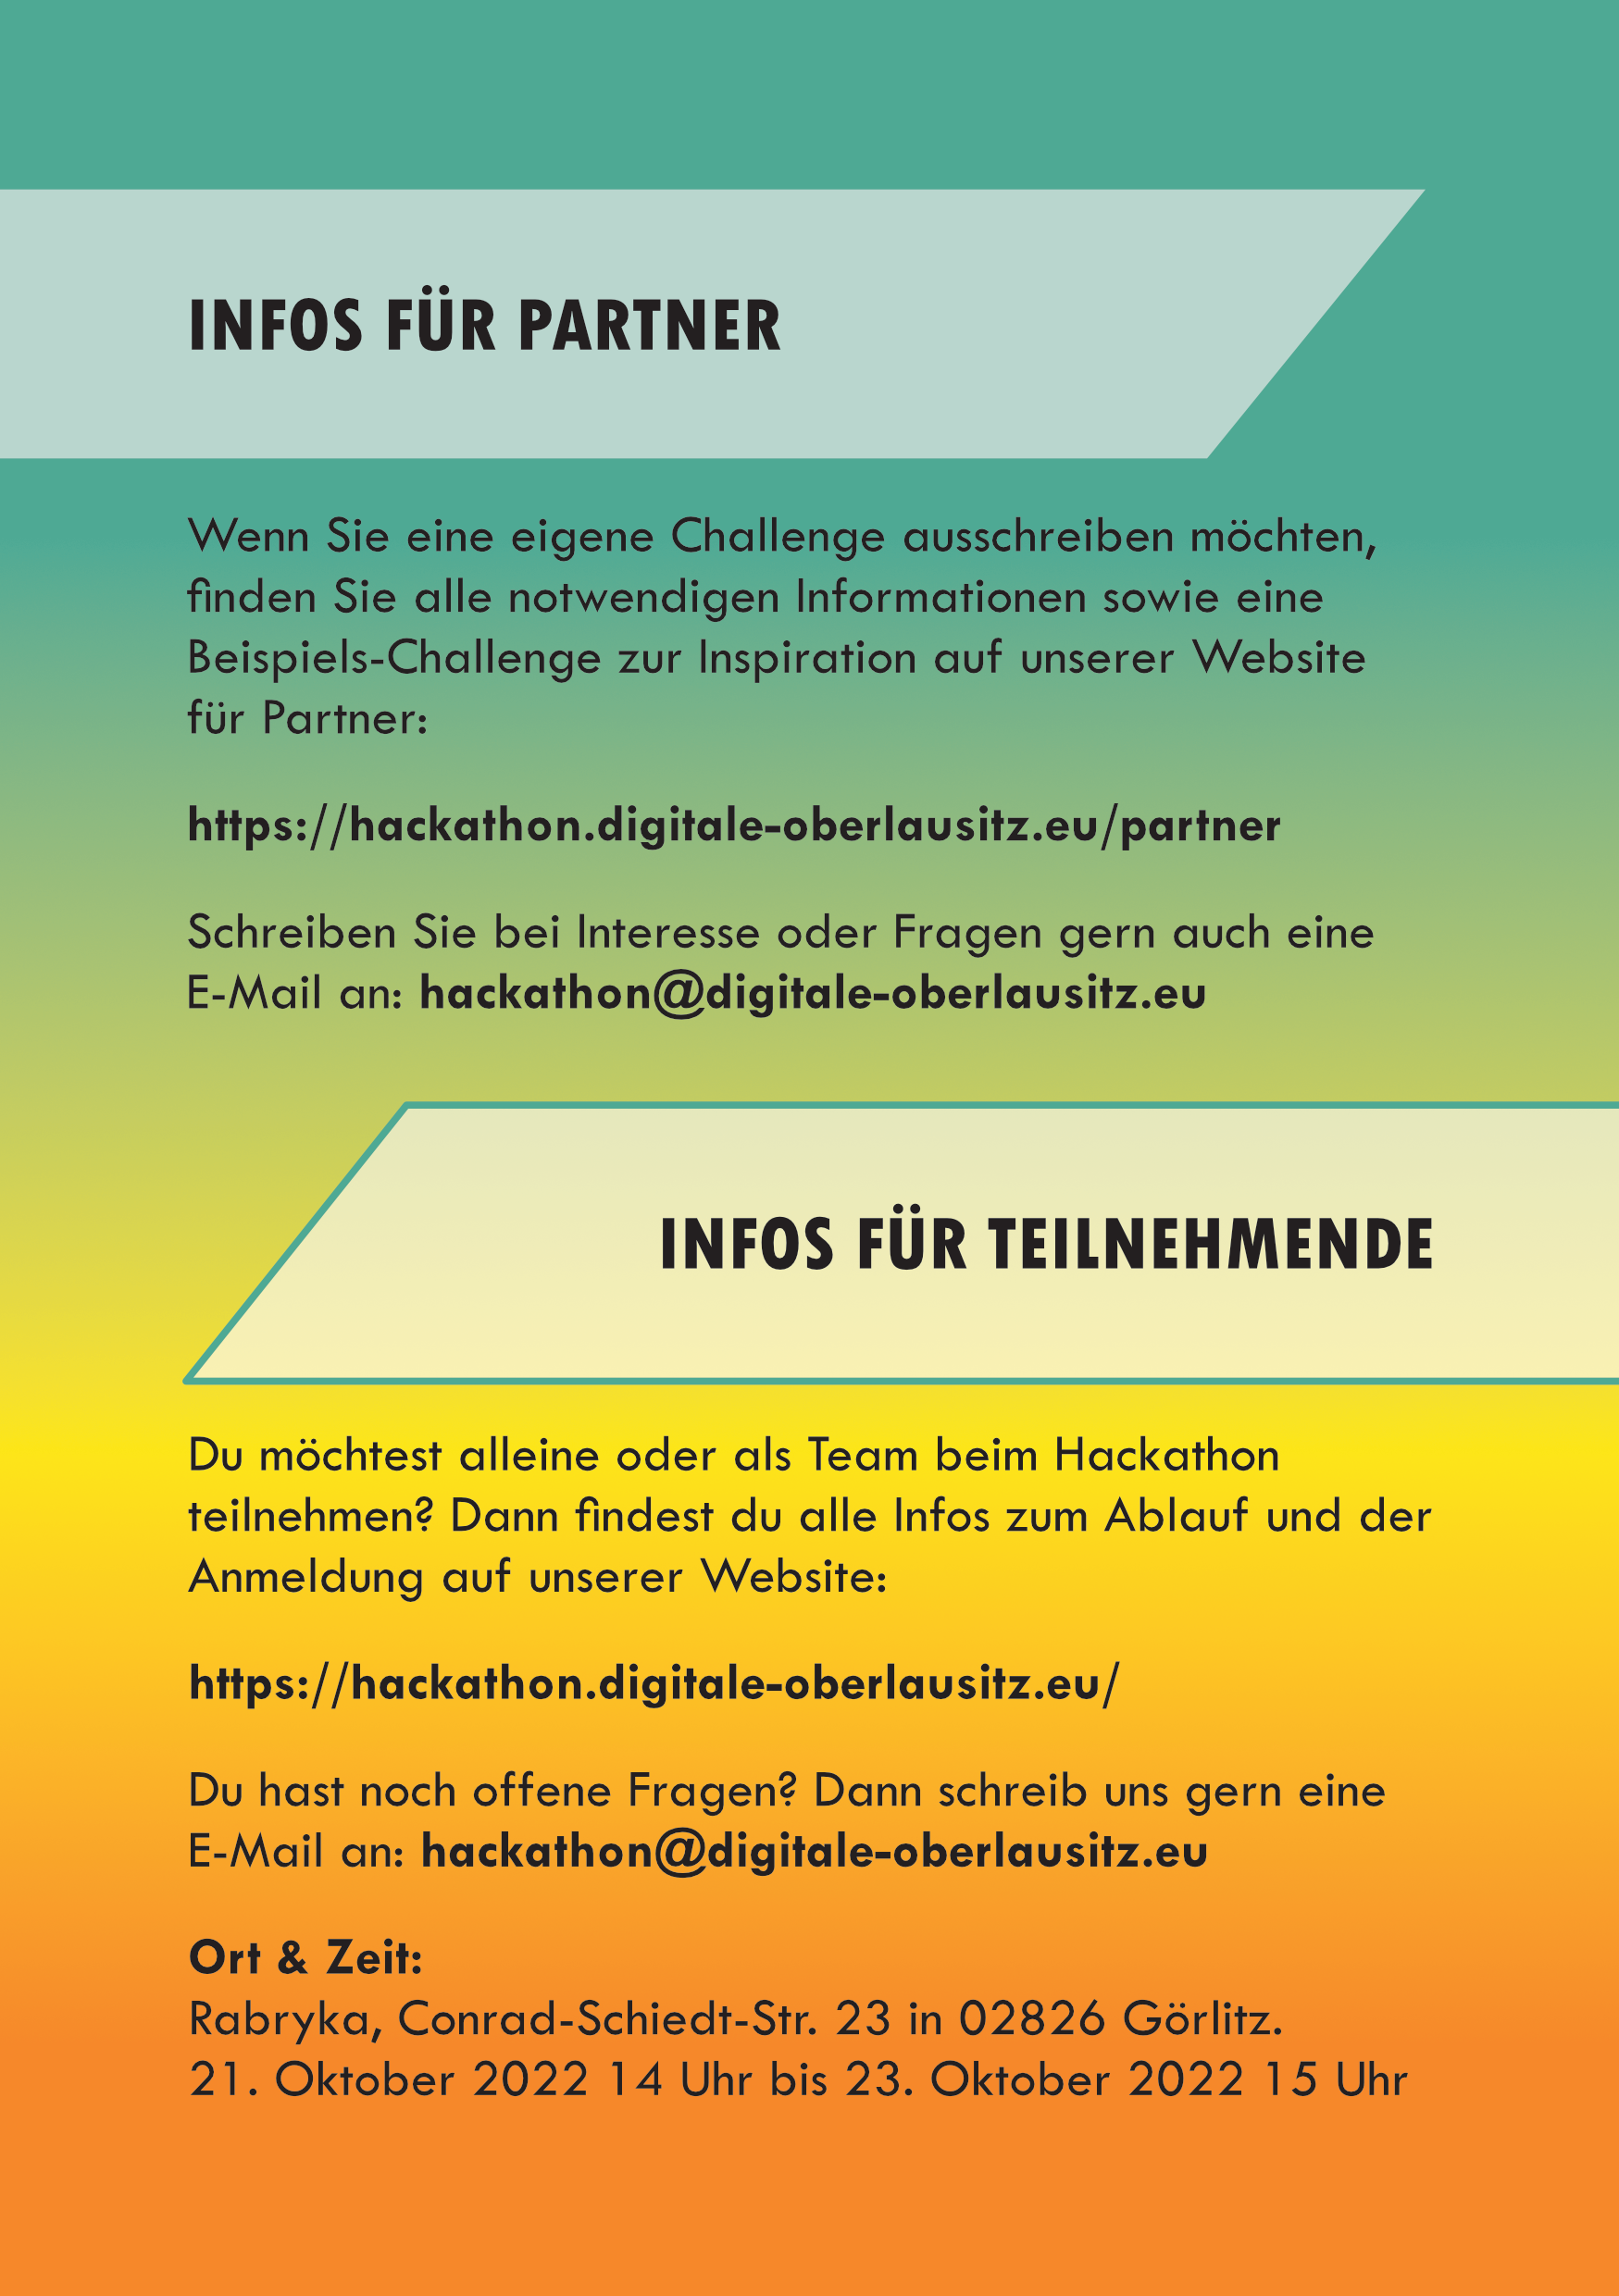 INFOS FÜR PARTNER
Wenn Sie eine eigene Challenge ausschreiben möchten,
finden Sie alle notwendigen Informationen sowie eine
Beispiels-Challenge zur Inspiration auf unserer Website
für Partner:
https://hackathon.digitale-oberlausitz.eu/partner
Schreiben Sie bei Interesse oder Fragen gern auch eine
E-Mail an: hackathon@digitale-oberlausitz.eu
INFOS FÜR TEILNEHMENDE
Du möchtest alleine oder als Team beim Hackathon
teilnehmen? Dann findest du alle Infos zum Ablauf und der
Anmeldung auf unserer Website:
https://hackathon.digitale-oberlausitz.eu/
Du hast noch offene Fragen? Dann schreib uns gern eine
E-Mail an: hackathon@digitale-oberlausitz.eu
Ort & Zeit:
Rabryka, Conrad-Schiedt-Str. 23 in 02826 Görlitz.
21. Oktober 2022 14 Uhr bis 23. Oktober 2022 15 Uhr